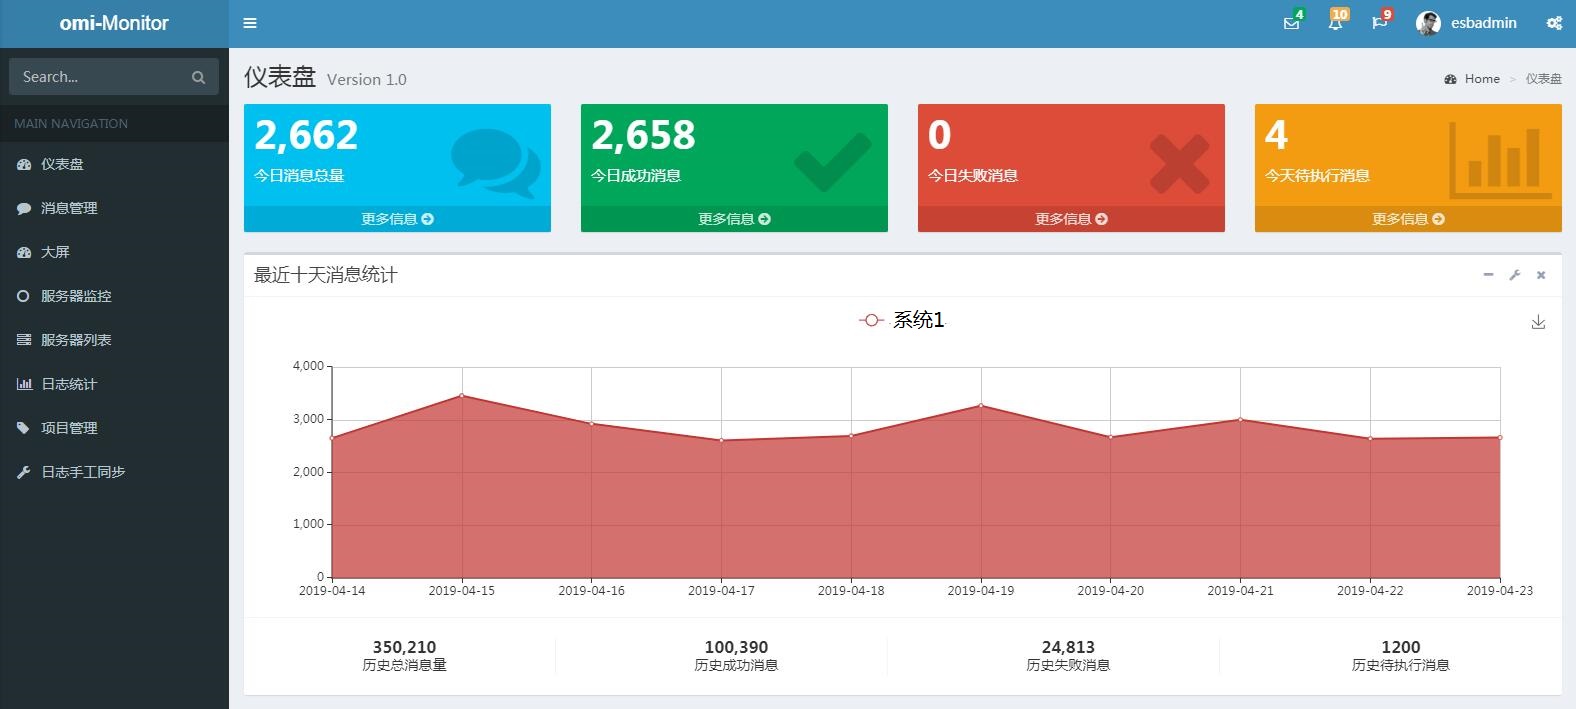 omi-Monitor
4
10
9
esbadmin
Search...
MAIN NAVIGATION
仪表盘
消息管理
大屏
服务器监控
服务器列表
日志统计
项目管理
日志手工同步
仪表盘 Version 1.0
Home > 仪表盘
2,662
今日消息总量
更多信息
2,658
今日成功消息
更多信息
0
今日失败消息
更多信息
4
今天待执行消息
更多信息
最近十天消息统计
系统1
4,000
3,000
2,000
1,000
0
2019-04-14 2019-04-15 2019-04-16 2019-04-17 2019-04-18 2019-04-19 2019-04-20 2019-04-21 2019-04-22 2019-04-23
350,210
历史总消息量
100,390
历史成功消息
24,813
历史失败消息
1200
历史待执行消息